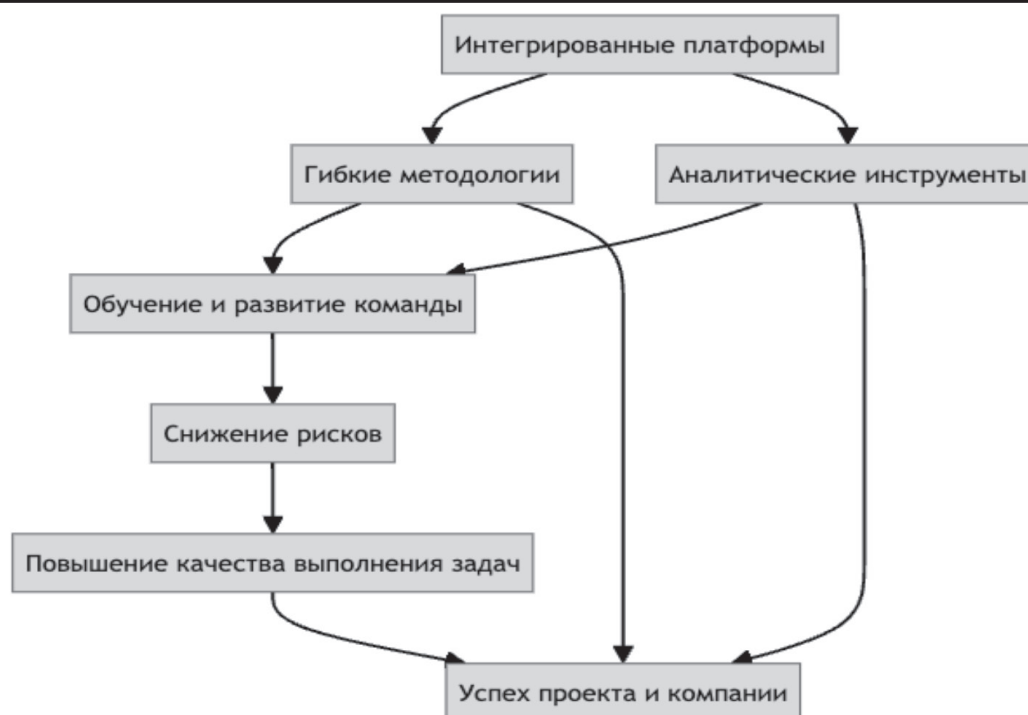 Интегрированные платформы
Гибкие методологии
Аналитические инструменты
Обучение и развитие команды
Снижение рисков
Повышение качества выполнения задач
Успех проекта и компании